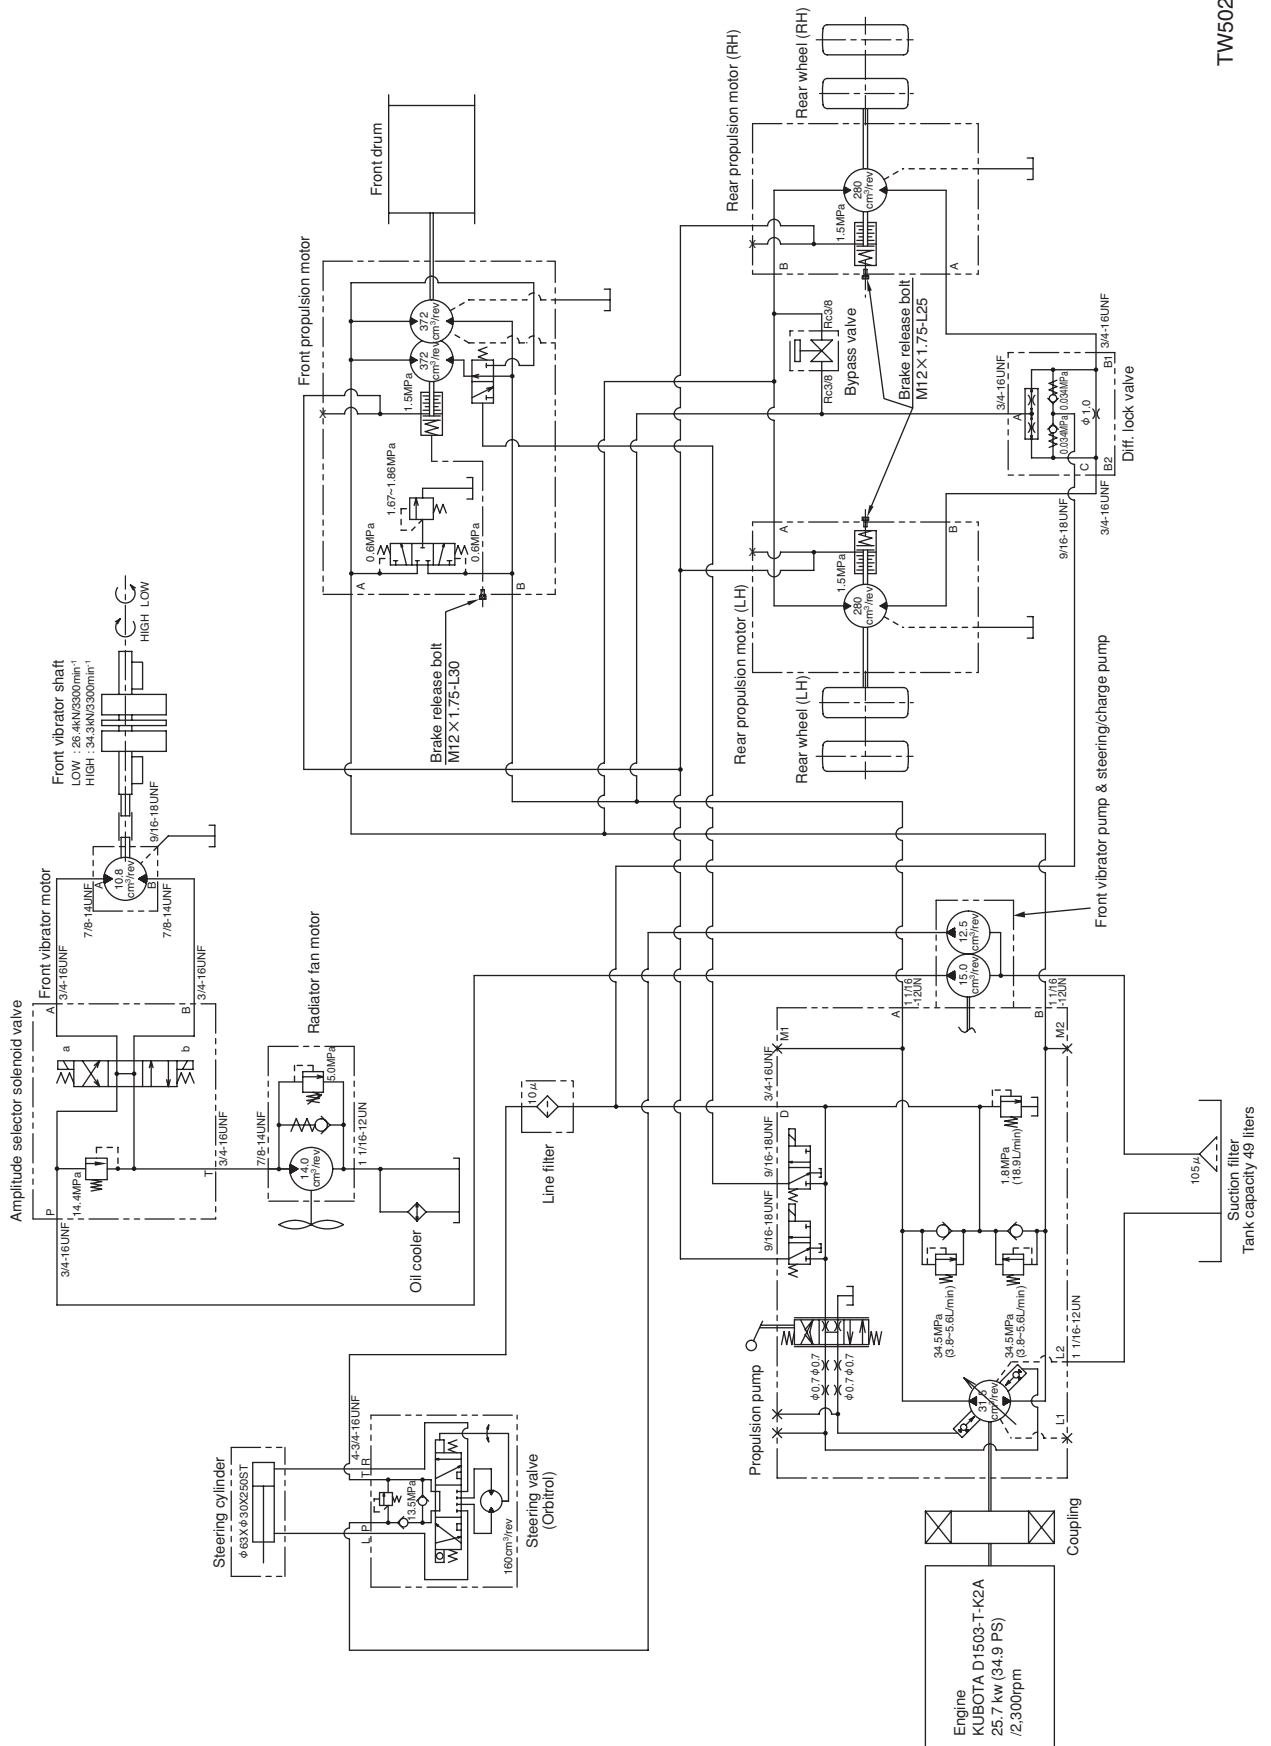 TW502
Steering cylinder
φ63Xφ30X250ST
4-3/4-16UNF
L P
T R
13.5MPa
160cm³/rev
Steering valve
(Orbitrol)
Amplitude selector solenoid valve
3/4-16UNF
P
14.4MPa
a
b
A
B
T
3/4-16UNF
3/4-16UNF
3/4-16UNF
Front vibrator motor
7/8-14UNF
A
10.8
cm³/rev
B
7/8-14UNF
9/16-18UNF
Front vibrator shaft
LOW : 26.4kN/3300min⁻¹
HIGH : 34.3kN/3300min⁻¹
HIGH LOW
Radiator fan motor
7/8-14UNF
14.0
cm³/rev
5.0MPa
1 1/16-12UN
Oil cooler
Line filter
10μ
Front propulsion motor
A
B
0.6MPa
0.6MPa
1.67~1.86MPa
1.5MPa
372
cm³/rev
372
cm³/rev
Front drum
Brake release bolt
M12×1.75-L30
Rear propulsion motor (LH)
Rear wheel (LH)
280
cm³/rev
1.5MPa
A
B
Rear propulsion motor (RH)
Rear wheel (RH)
280
cm³/rev
1.5MPa
B
A
Rc3/8
Rc3/8
Bypass valve
Brake release bolt
M12×1.75-L25
3/4-16UNF
A
0.034MPa
0.034MPa
φ1.0
C
B2
B1
9/16-18UNF
3/4-16UNF
3/4-16UNF
Diff. lock valve
Front vibrator pump & steering/charge pump
15.0
cm³/rev
12.5
cm³/rev
Propulsion pump
φ0.7 φ0.7
φ0.7 φ0.7
9/16-18UNF
9/16-18UNF
D
3/4-16UNF
M1
A
1 1/16
-12UN
B
1 1/16
-12UN
M2
1.8MPa
(18.9L/min)
34.5MPa
(3.8~5.6L/min)
34.5MPa
(3.8~5.6L/min)
31.5
cm³/rev
L1
L2
1 1/16-12UN
105μ
Suction filter
Tank capacity 49 liters
Coupling
Engine
KUBOTA D1503-T-K2A
25.7 kw (34.9 PS)
/2,300rpm